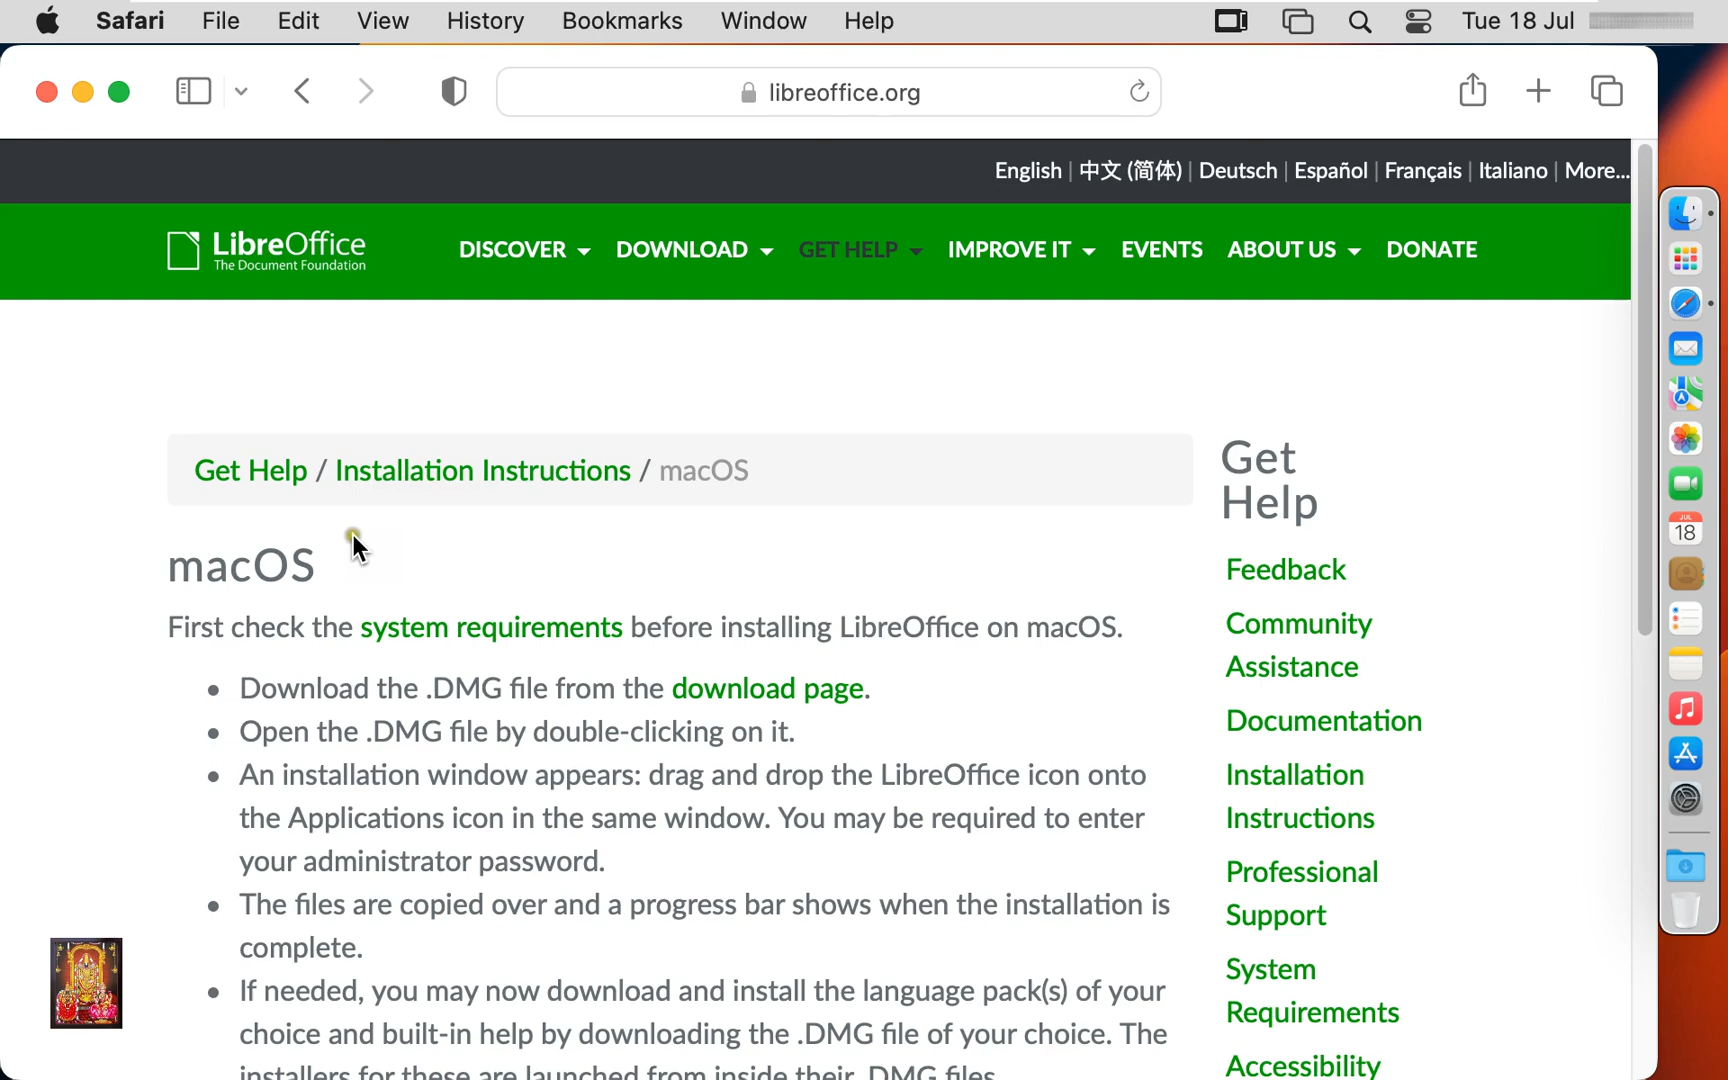 Safari File Edit View History Bookmarks Window Help Tue 18 Jul
libreoffice.org
English | 中文 (简体) | Deutsch | Español | Français | Italiano | More...
LibreOffice
The Document Foundation
DISCOVER DOWNLOAD GET HELP IMPROVE IT EVENTS ABOUT US DONATE
Get Help / Installation Instructions / macOS
macOS
First check the system requirements before installing LibreOffice on macOS.
• Download the .DMG file from the download page.
• Open the .DMG file by double-clicking on it.
• An installation window appears: drag and drop the LibreOffice icon onto
the Applications icon in the same window. You may be required to enter
your administrator password.
• The files are copied over and a progress bar shows when the installation is
complete.
• If needed, you may now download and install the language pack(s) of your
choice and built-in help by downloading the .DMG file of your choice. The
installers for these are launched from inside their .DMG files.
Get
Help
Feedback
Community
Assistance
Documentation
Installation
Instructions
Professional
Support
System
Requirements
Accessibility
JUL
18